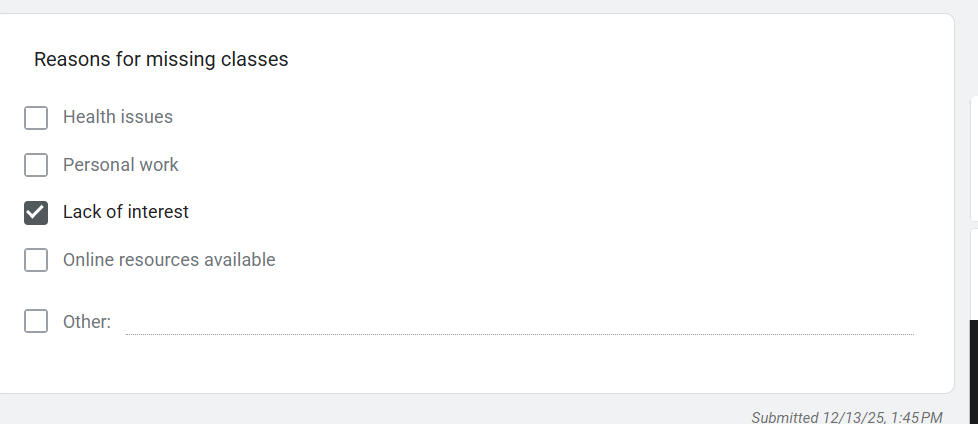 Reasons for missing classes
Health issues
Personal work
Lack of interest
Online resources available
Other:
Submitted 12/13/25, 1:45 PM